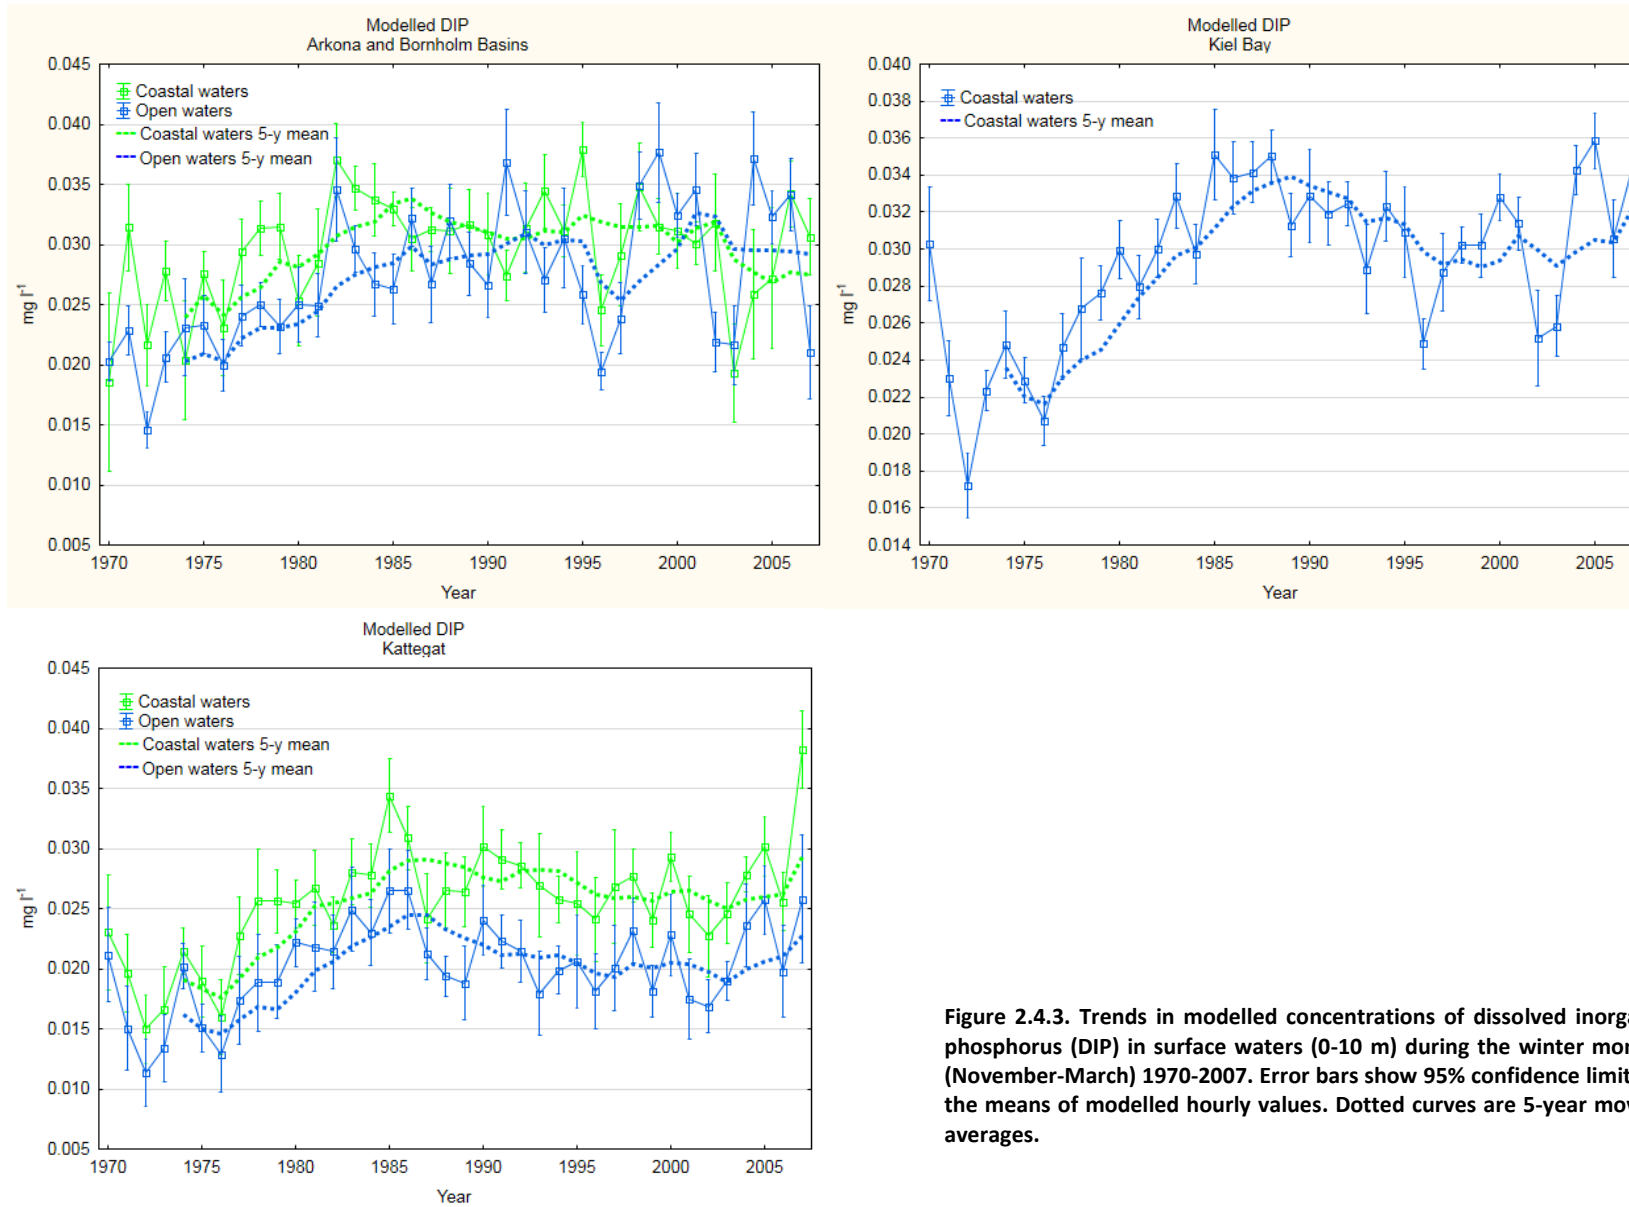 Modelled DIP
Arkona and Bornholm Basins
0.045
0.040
0.035
0.030
0.025
0.020
0.015
0.010
0.005
mg l-1
Coastal waters
Open waters
Coastal waters 5-y mean
Open waters 5-y mean
1970 1975 1980 1985 1990 1995 2000 2005
Year
Modelled DIP
Kiel Bay
0.040
0.038
0.036
0.034
0.032
0.030
0.028
0.026
0.024
0.022
0.020
0.018
0.016
0.014
mg l-1
Coastal waters
Coastal waters 5-y mean
1970 1975 1980 1985 1990 1995 2000 2005
Year
Modelled DIP
Kattegat
0.045
0.040
0.035
0.030
0.025
0.020
0.015
0.010
0.005
mg l-1
Coastal waters
Open waters
Coastal waters 5-y mean
Open waters 5-y mean
1970 1975 1980 1985 1990 1995 2000 2005
Year
Figure 2.4.3. Trends in modelled concentrations of dissolved
phosphorus (DIP) in surface waters (0-10 m) during the winter
(November-March) 1970-2007. Error bars show 95% confidence
the means of modelled hourly values. Dotted curves are 5-year
averages.